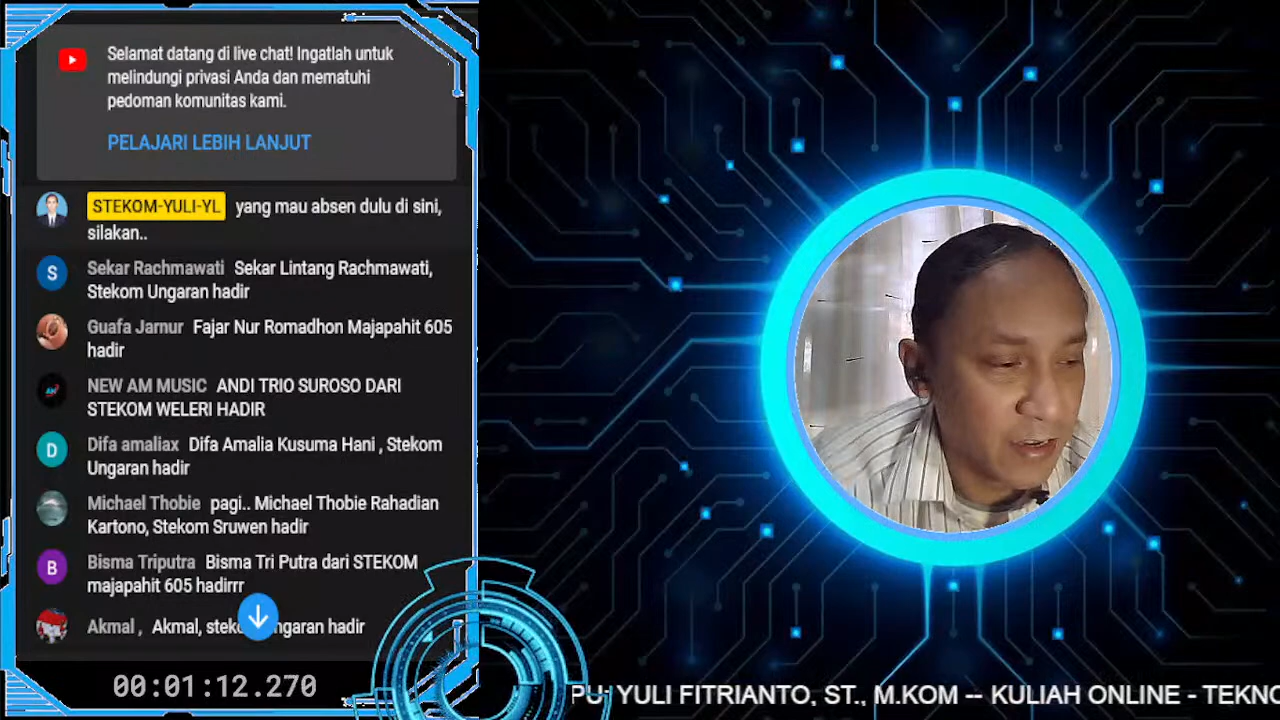 Selamat datang di live chat! Ingatlah untuk
melindungi privasi Anda dan mematuhi
pedoman komunitas kami.
PELAJARI LEBIH LANJUT
STEKOM-YULI-YL yang mau absen dulu di sini,
silakan..
S
Sekar Rachmawati Sekar Lintang Rachmawati,
Stekom Ungaran hadir
Guafa Jarnur Fajar Nur Romadhon Majapahit 605
hadir
NEW AM MUSIC ANDI TRIO SUROSO DARI
STEKOM WELERI HADIR
D
Difa amaliax Difa Amalia Kusuma Hani , Stekom
Ungaran hadir
Michael Thobie pagi.. Michael Thobie Rahadian
Kartono, Stekom Sruwen hadir
B
Bisma Triputra Bisma Tri Putra dari STEKOM
majapahit 605 hadirrr
Akmal , Akmal, hadir
00:01:12.270
PU: YULI FITRIANTO, ST., M.KOM -- KULIAH ONLINE - TEKNO